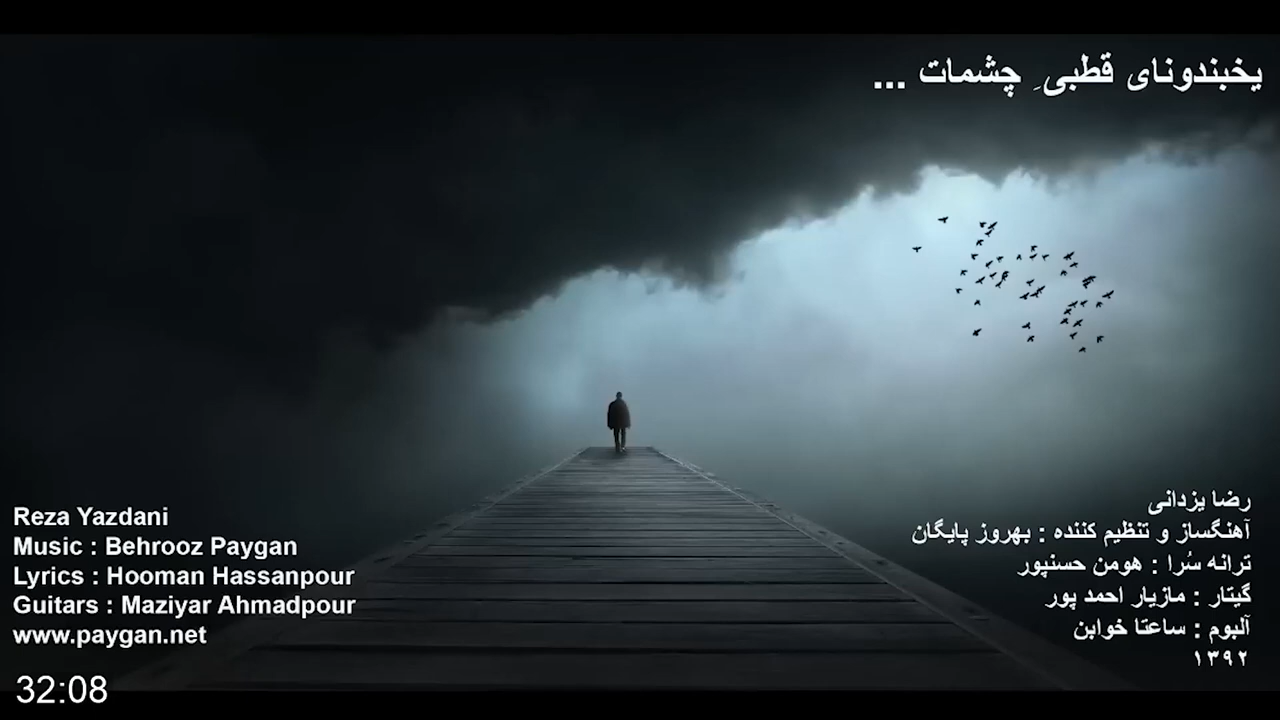 یخبندونای قطبیِ چشمات ...
Reza Yazdani
Music : Behrooz Paygan
Lyrics : Hooman Hassanpour
Guitars : Maziyar Ahmadpour
www.paygan.net
32:08
رضا یزدانی
آهنگساز و تنظیم کننده : بهروز پایگان
ترانه سُرا : هومن حسنپور
گیتار : مازیار احمد پور
آلبوم : ساعتا خوابن
۱۳۹۲